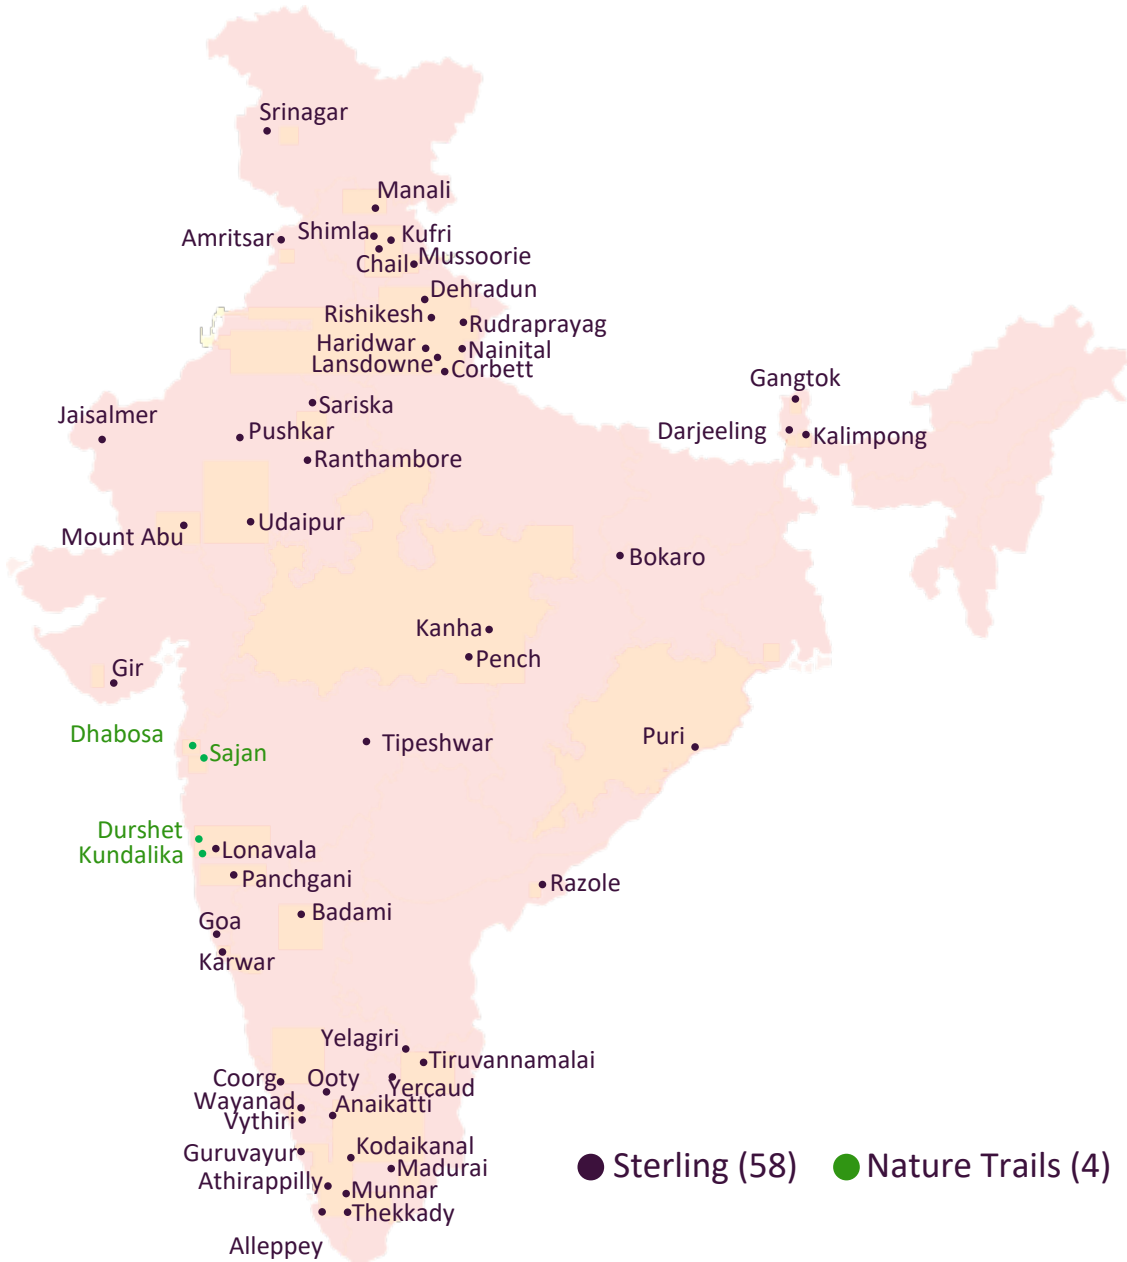 Srinagar
Manali
Amritsar
Shimla
Kufri
Chail
Mussoorie
Dehradun
Rishikesh
Rudraprayag
Haridwar
Nainital
Lansdowne
Corbett
Gangtok
Jaisalmer
Sariska
Pushkar
Darjeeling
Kalimpong
Ranthambore
Mount Abu
Udaipur
Bokaro
Kanha
Pench
Gir
Dhabosa
Sajan
Tipeshwar
Puri
Durshet
Kundalika
Lonavala
Panchgani
Razole
Badami
Goa
Karwar
Yelagiri
Tiruvannamalai
Coorg
Ooty
Yercaud
Wayanad
Anaikatti
Vythiri
Guruvayur
Kodaikanal
Madurai
Athirappilly
Munnar
Thekkady
Alleppey
Sterling (58)
Nature Trails (4)